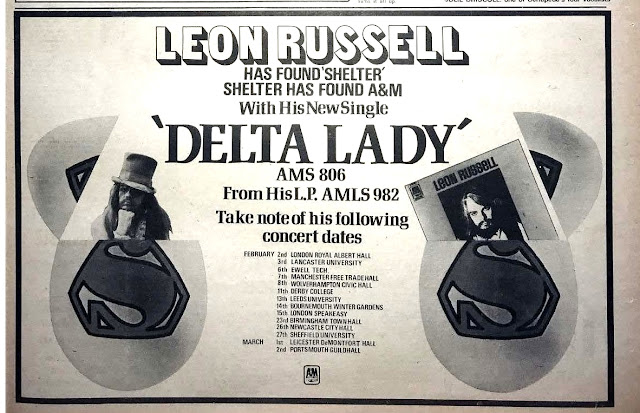 LEON RUSSELL
HAS FOUND 'SHELTER'
SHELTER HAS FOUND A&M
With His New Single
'DELTA LADY'
AMS 806
From His L.P. AMLS 982
Take note of his following
concert dates
FEBRUARY 2nd LONDON ROYAL ALBERT HALL
3rd LANCASTER UNIVERSITY
6th EWELL TECH.
7th MANCHESTER FREE TRADE HALL
8th WOLVERHAMPTON CIVIC HALL
11th DERBY COLLEGE
13th LEEDS UNIVERSITY
14th BOURNEMOUTH WINTER GARDENS
15th LONDON SPEAKEASY
23rd BIRMINGHAM TOWN HALL
26th NEWCASTLE CITY HALL
27th SHEFFIELD UNIVERSITY
MARCH 1st LEICESTER DeMONTFORT HALL
2nd PORTSMOUTH GUILDHALL
LEON RUSSELL
A&M